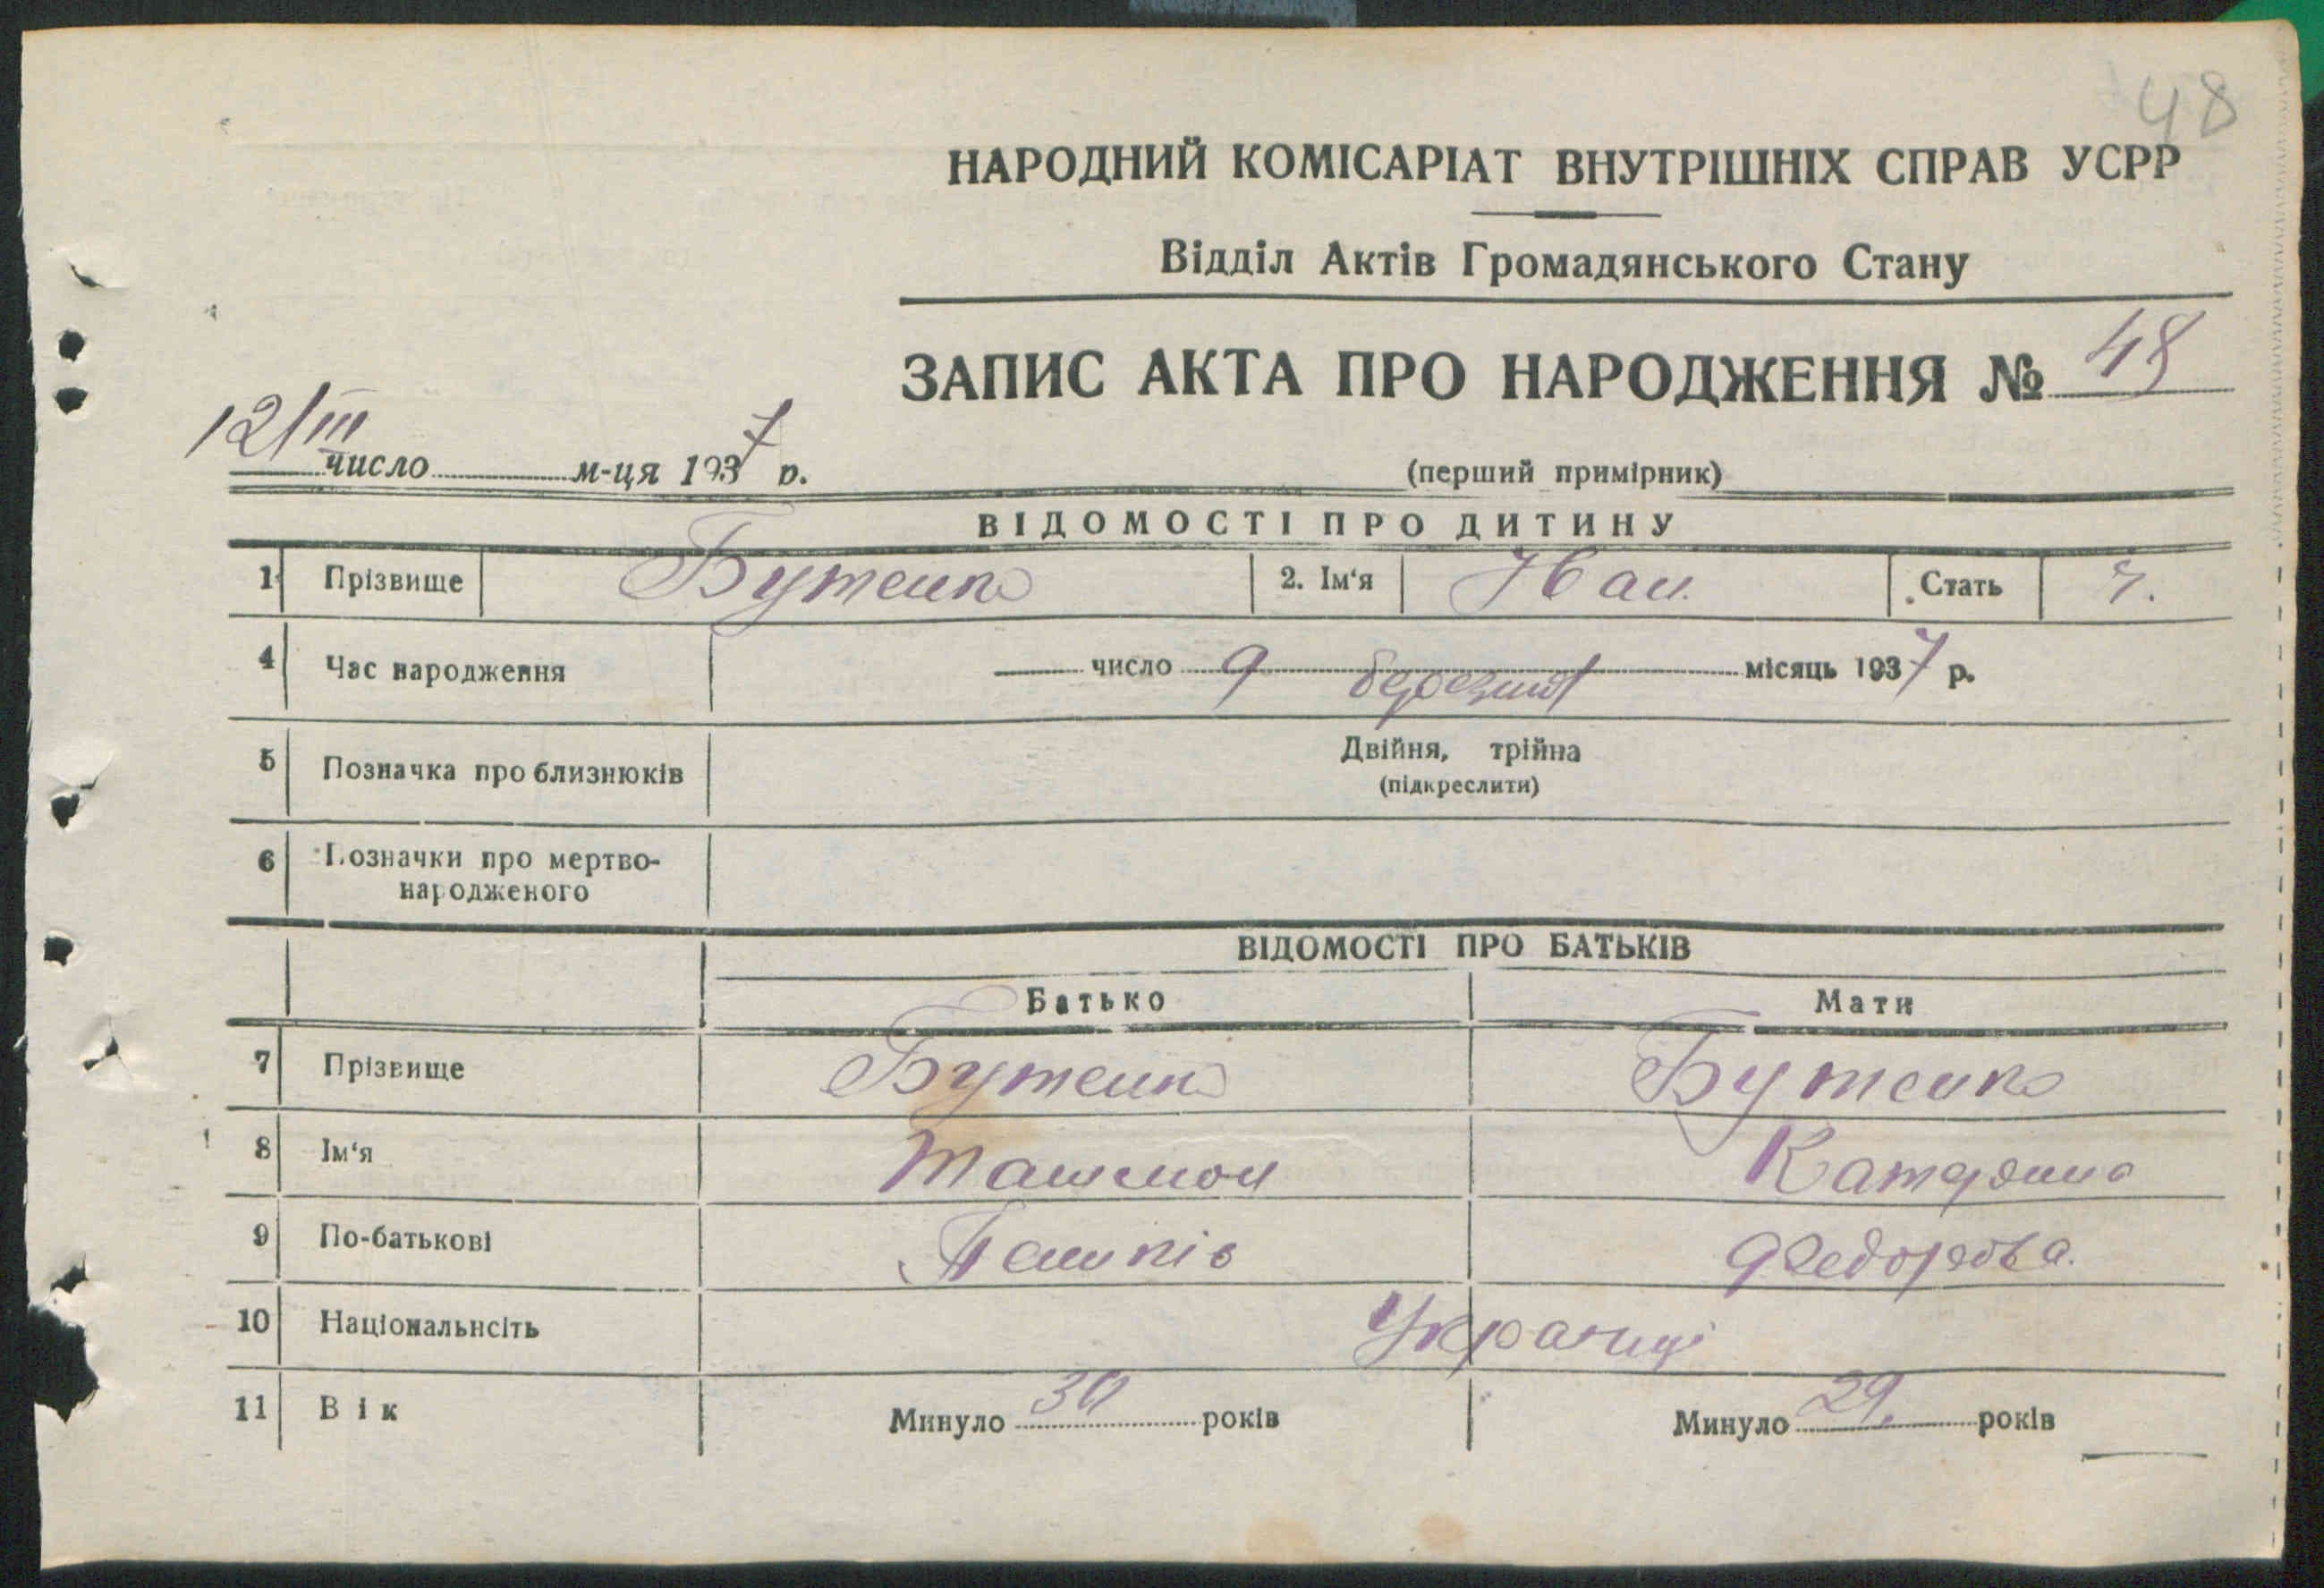 48
НАРОДНИЙ КОМІСАРІАТ ВНУТРІШНІХ СПРАВ УСРР
Відділ Актів Громадянського Стану
ЗАПИС АКТА ПРО НАРОДЖЕННЯ № 48
12/III число м-ця 1937 р.
(перший примірник)
ВІДОМОСТІ ПРО ДИТИНУ
1 Прізвище Бутенко 2. Ім‘я Іван. Стать ч.
4 Час народження число 9 березня місяць 1937 р.
5 Позначка про близнюків Двійня, трійна
(підкреслити)
6 Позначки про мертво-
народженого
ВІДОМОСТІ ПРО БАТЬКІВ
Батько Мати
7 Прізвище Бутенко Бутенко
8 Ім‘я Катерина
9 По-батькові Федорова.
10 Національнсіть Українці
11 Вік Минуло 30 років Минуло 29. років